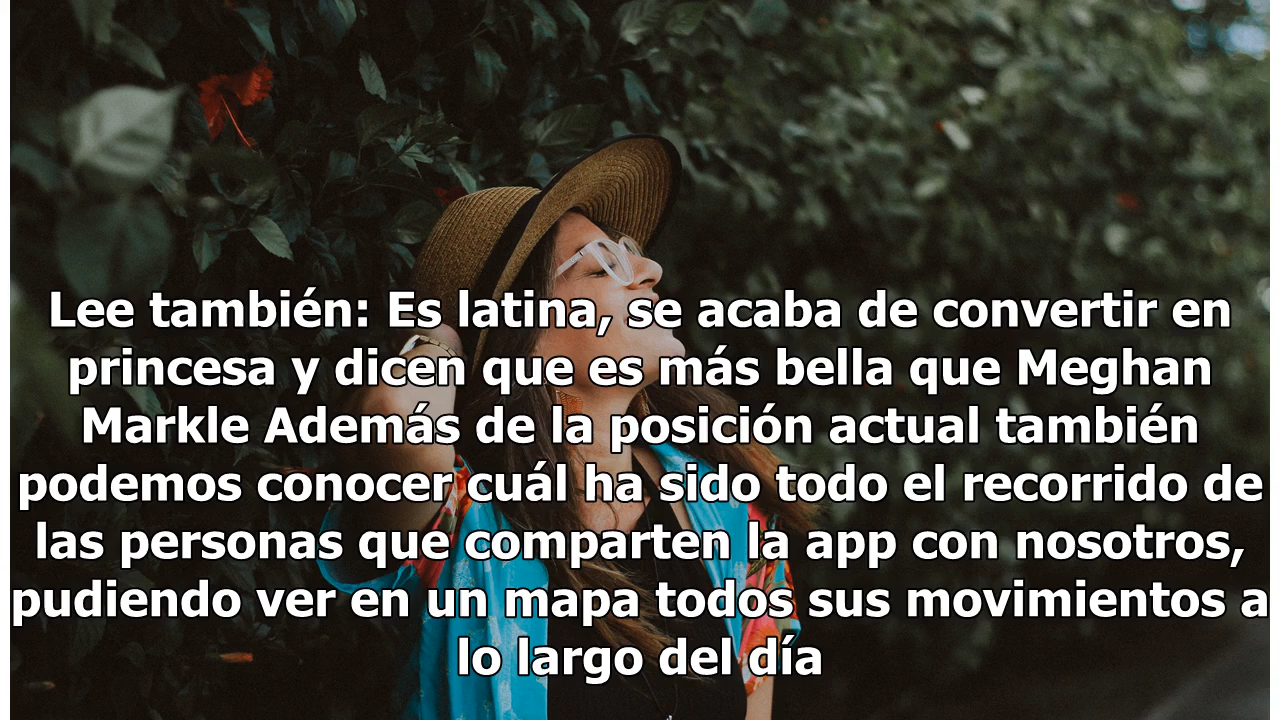 Lee también: Es latina, se acaba de convertir en
princesa y dicen que es más bella que Meghan
Markle Además de la posición actual también
podemos conocer cuál ha sido todo el recorrido de
las personas que comparten la app con nosotros,
pudiendo ver en un mapa todos sus movimientos a
lo largo del día